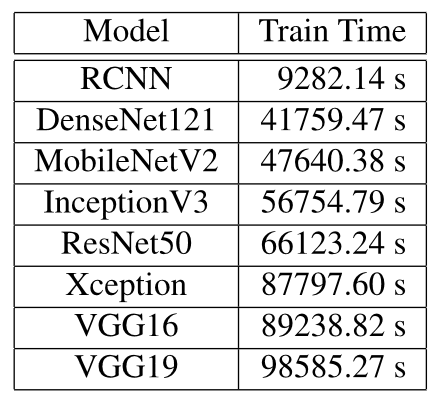 Model Train Time
RCNN 9282.14 s
DenseNet121 41759.47 s
MobileNetV2 47640.38 s
InceptionV3 56754.79 s
ResNet50 66123.24 s
Xception 87797.60 s
VGG16 89238.82 s
VGG19 98585.27 s